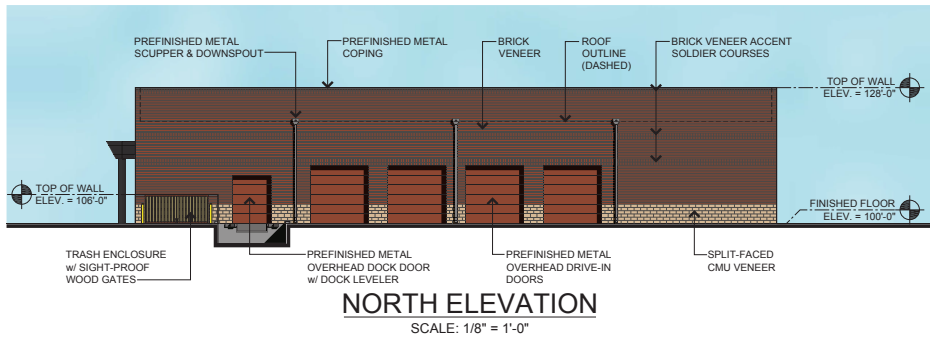 PREFINISHED METAL
SCUPPER & DOWNSPOUT
PREFINISHED METAL
COPING
BRICK
VENEER
ROOF
OUTLINE
(DASHED)
BRICK VENEER ACCENT
SOLDIER COURSES
TOP OF WALL
ELEV. = 128'-0"
TOP OF WALL
ELEV. = 106'-0"
FINISHED FLOOR
ELEV. = 100'-0"
TRASH ENCLOSURE
w/ SIGHT-PROOF
WOOD GATES
PREFINISHED METAL
OVERHEAD DOCK DOOR
w/ DOCK LEVELER
PREFINISHED METAL
OVERHEAD DRIVE-IN
DOORS
SPLIT-FACED
CMU VENEER
NORTH ELEVATION
SCALE: 1/8" = 1'-0"